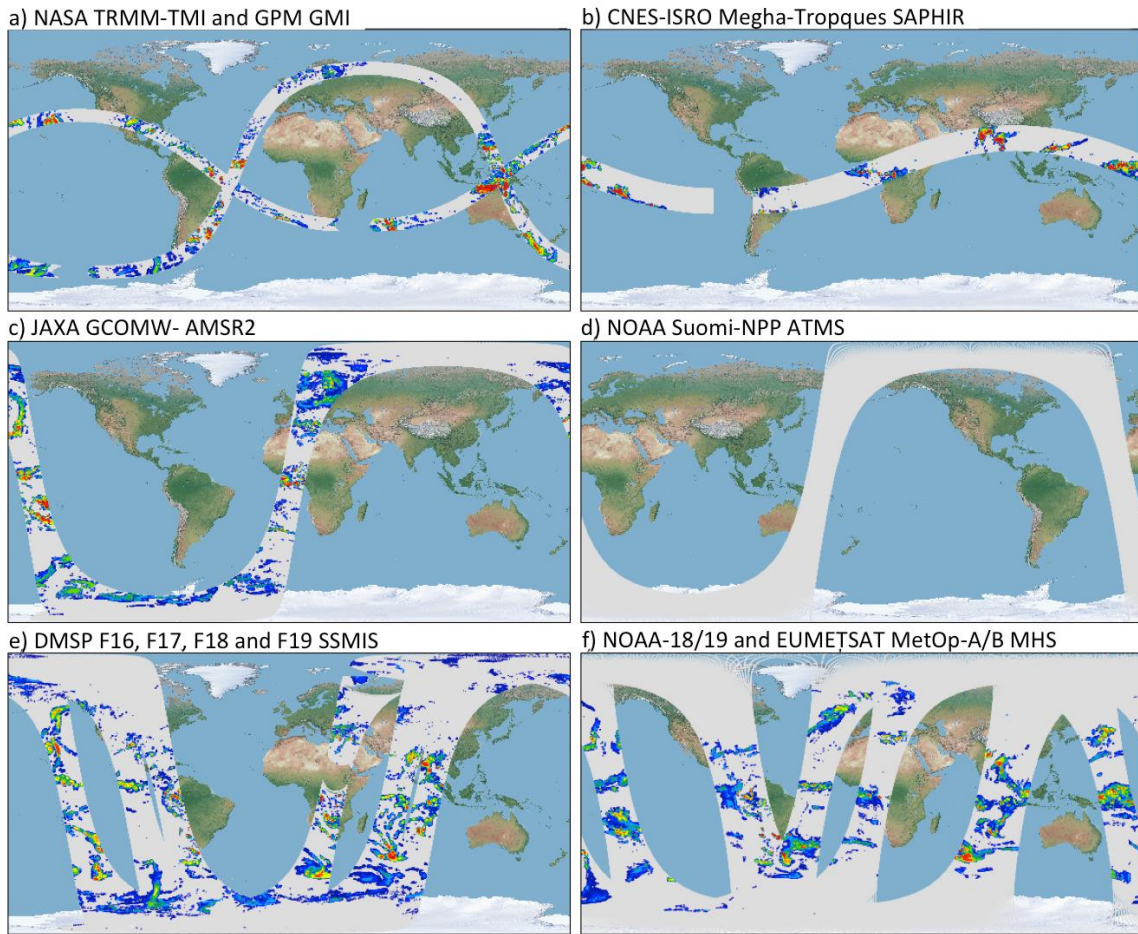 a) NASA TRMM-TMI and GPM GMI
b) CNES-ISRO Megha-Tropques SAPHIR
c) JAXA GCOMW- AMSR2
d) NOAA Suomi-NPP ATMS
e) DMSP F16, F17, F18 and F19 SSMIS
f) NOAA-18/19 and EUMETSAT MetOp-A/B MHS